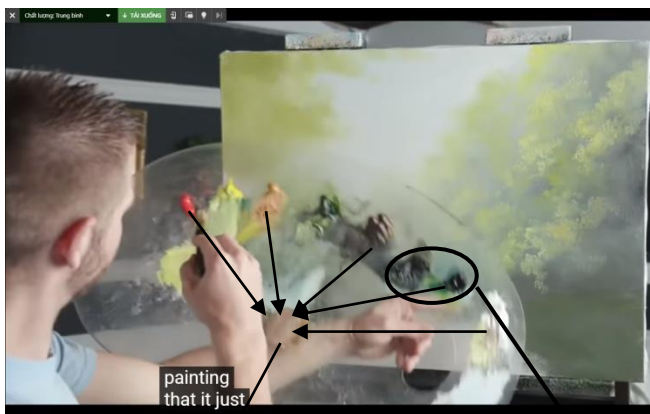 Chất lượng: Trung bình
TẢI XUỐNG
painting
that it just